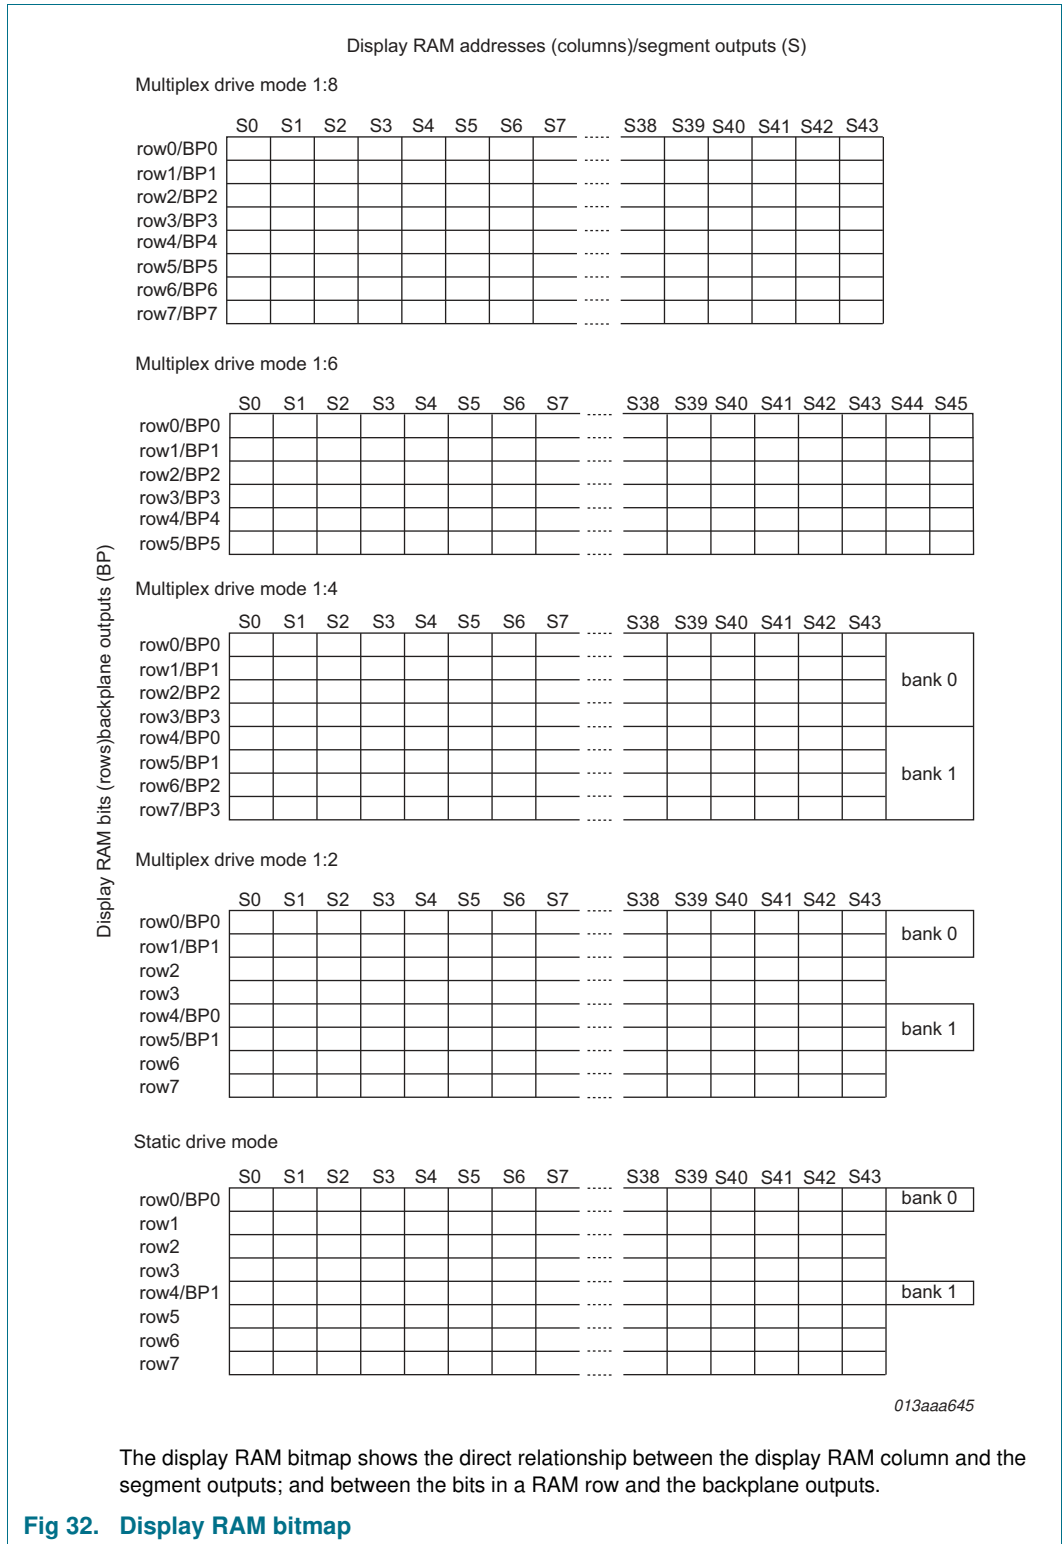 Display RAM addresses (columns)/segment outputs (S)
Multiplex drive mode 1:8
S0 S1 S2 S3 S4 S5 S6 S7 ..... S38 S39 S40 S41 S42 S43
row0/BP0
row1/BP1
row2/BP2
row3/BP3
row4/BP4
row5/BP5
row6/BP6
row7/BP7
Multiplex drive mode 1:6
S0 S1 S2 S3 S4 S5 S6 S7 ..... S38 S39 S40 S41 S42 S43 S44 S45
row0/BP0
row1/BP1
row2/BP2
row3/BP3
row4/BP4
row5/BP5
Display RAM bits (rows)backplane outputs (BP)
Multiplex drive mode 1:4
S0 S1 S2 S3 S4 S5 S6 S7 ..... S38 S39 S40 S41 S42 S43
row0/BP0
row1/BP1
bank 0
row2/BP2
row3/BP3
row4/BP0
row5/BP1
bank 1
row6/BP2
row7/BP3
Multiplex drive mode 1:2
S0 S1 S2 S3 S4 S5 S6 S7 ..... S38 S39 S40 S41 S42 S43
row0/BP0
bank 0
row1/BP1
row2
row3
row4/BP0
bank 1
row5/BP1
row6
row7
Static drive mode
S0 S1 S2 S3 S4 S5 S6 S7 ..... S38 S39 S40 S41 S42 S43
row0/BP0 bank 0
row1
row2
row3
row4/BP1 bank 1
row5
row6
row7
013aaa645
The display RAM bitmap shows the direct relationship between the display RAM column and the
segment outputs; and between the bits in a RAM row and the backplane outputs.
Fig 32. Display RAM bitmap